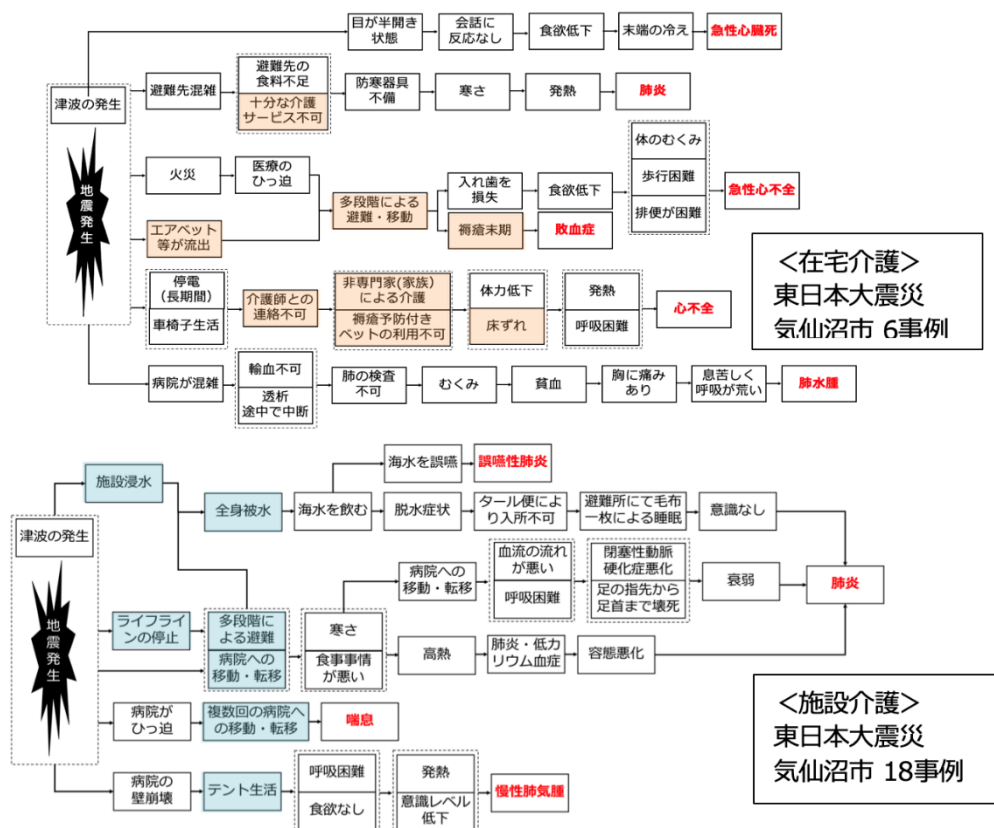 目が半開き
状態
会話に
反応なし
食欲低下
末端の冷え
急性心臓死
津波の発生
地震発生
避難先混雑
避難先の
食料不足
十分な介護
サービス不可
防寒器具
不備
寒さ
発熱
肺炎
火災
医療の
ひっ迫
エアベット
等が流出
多段階による
避難・移動
入れ歯を
損失
食欲低下
体のむくみ
歩行困難
排便が困難
急性心不全
褥瘡末期
敗血症
停電
（長期間）
車椅子生活
介護師との
連絡不可
非専門家(家族)
による介護
褥瘡予防付き
ベットの利用不可
体力低下
床ずれ
発熱
呼吸困難
心不全
病院が混雑
輸血不可
透析
途中で中断
肺の検査
不可
むくみ
貧血
胸に痛み
あり
息苦しく
呼吸が荒い
肺水腫
＜在宅介護＞
東日本大震災
気仙沼市 6事例
津波の発生
地震発生
施設浸水
全身被水
海水を飲む
海水を誤嚥
誤嚥性肺炎
脱水症状
タール便によ
り入所不可
避難所にて毛布
一枚による睡眠
意識なし
肺炎
ライフライ
ンの停止
多段階に
よる避難
病院への
移動・転移
寒さ
食事事情
が悪い
病院への
移動・転移
血流の流れ
が悪い
呼吸困難
閉塞性動脈
硬化症悪化
足の指先から
足首まで壊死
衰弱
高熱
肺炎・低カ
リウム血症
容態悪化
病院が
ひっ迫
複数回の病院へ
の移動・転移
喘息
病院の
壁崩壊
テント生活
呼吸困難
食欲なし
発熱
意識レベル
低下
慢性肺気腫
＜施設介護＞
東日本大震災
気仙沼市 18事例